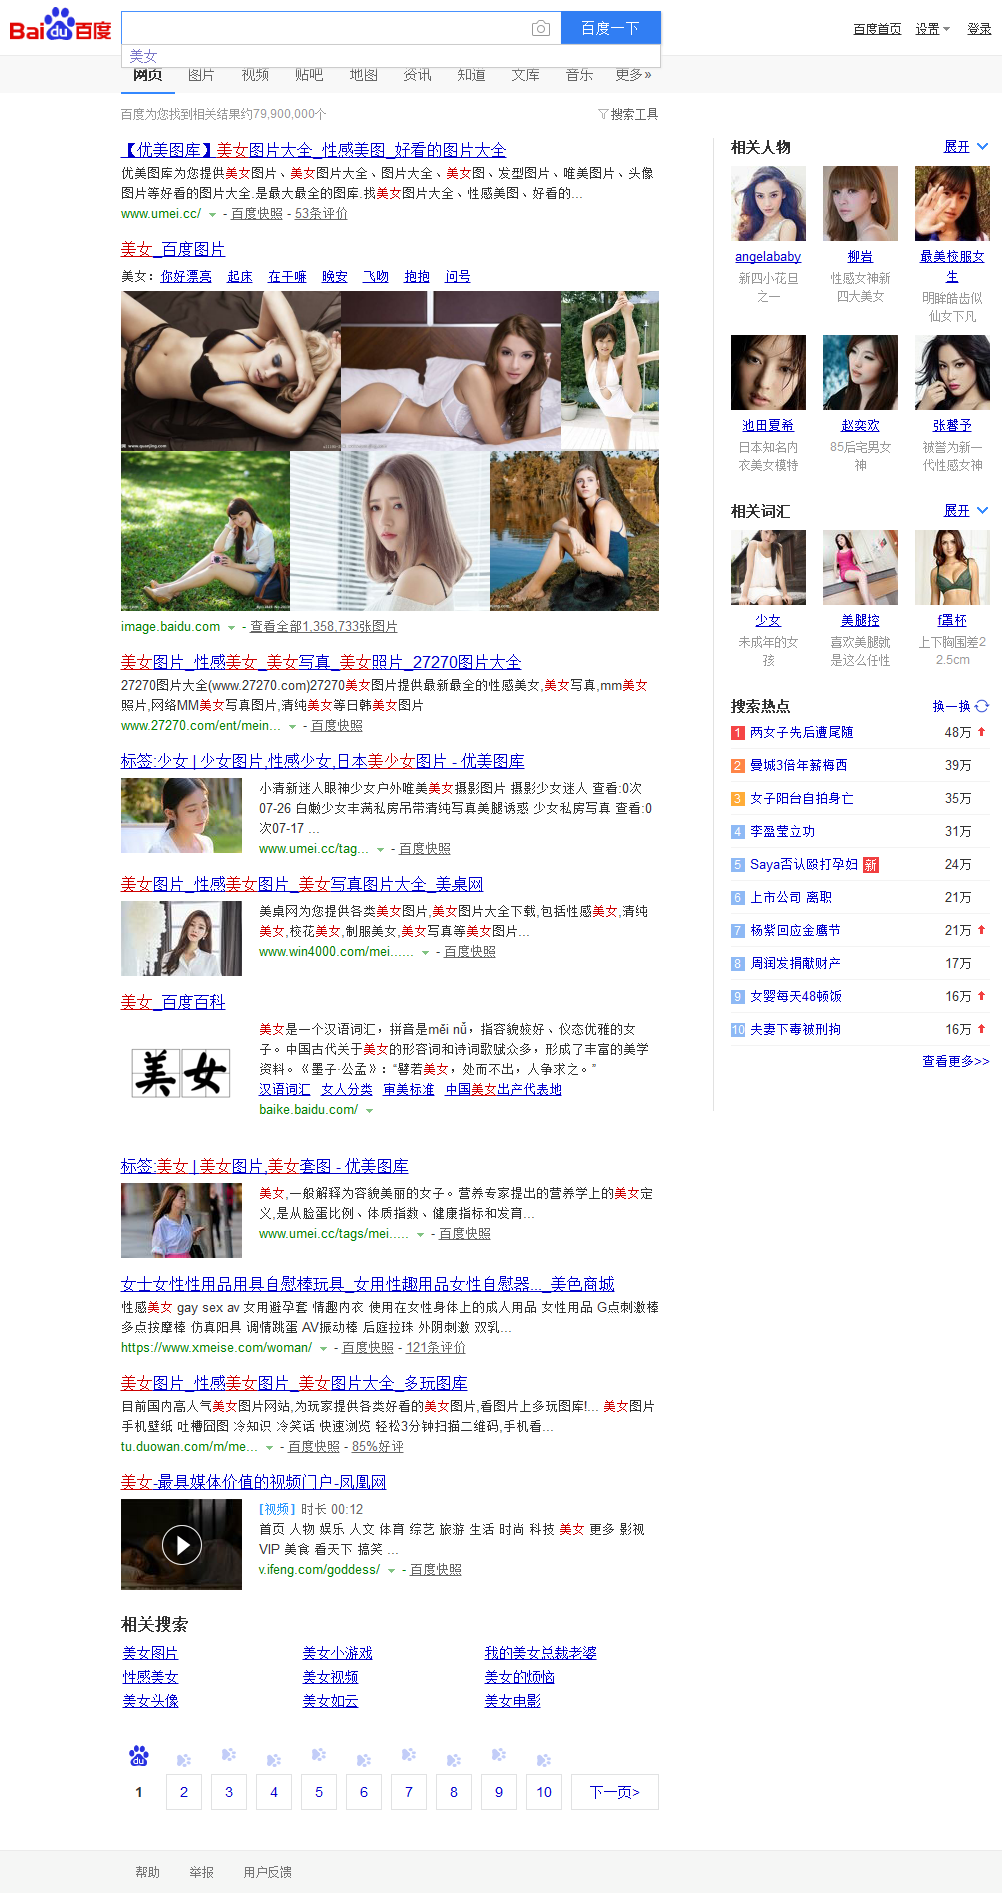 Bai du 百度
百度一下
百度首页 设置 登录
美女
网页 图片 视频 贴吧 地图 资讯 知道 文库 音乐 更多»
百度为您找到相关结果约79,900,000个
搜索工具
【优美图库】美女图片大全_性感美图_好看的图片大全
优美图库为您提供美女图片、美女图片大全、图片大全、美女图、发型图片、唯美图片、头像
图片等好看的图片大全.是最大最全的图库.找美女图片大全、性感美图、好看的...
www.umei.cc/ - 百度快照 - 53条评价
美女_百度图片
美女: 你好漂亮 起床 在干嘛 晚安 飞吻 抱抱 问号
image.baidu.com - 查看全部1,358,733张图片
美女图片_性感美女_美女写真_美女照片_27270图片大全
27270图片大全(www.27270.com)27270美女图片提供最新最全的性感美女,美女写真,mm美女
照片,网络MM美女写真图片,清纯美女等日韩美女图片
www.27270.com/ent/mein... - 百度快照
标签:少女 | 少女图片,性感少女,日本美少女图片 - 优美图库
小清新迷人眼神少女户外唯美美女摄影图片 摄影少女迷人 查看:0次
07-26 白嫩少女丰满私房吊带清纯写真美腿诱惑 少女私房写真 查看:0
次07-17 ...
www.umei.cc/tag... - 百度快照
美女图片_性感美女图片_美女写真图片大全_美桌网
美桌网为您提供各类美女图片,美女图片大全下载,包括性感美女,清纯
美女,校花美女,制服美女,美女写真等美女图片...
www.win4000.com/mei...... - 百度快照
美女_百度百科
美女
美女是一个汉语词汇，拼音是měi nǚ，指容貌姣好、仪态优雅的女
子。中国古代关于美女的形容词和诗词歌赋众多，形成了丰富的美学
资料。《墨子·公孟》：“譬若美女，处而不出，人争求之。”
汉语词汇 女人分类 审美标准 中国美女出产代表地
baike.baidu.com/
标签:美女 | 美女图片,美女套图 - 优美图库
美女,一般解释为容貌美丽的女子。营养专家提出的营养学上的美女定
义,是从脸蛋比例、体质指数、健康指标和发育...
www.umei.cc/tags/mei..... - 百度快照
女士女性性用品用具自慰棒玩具_女用性趣用品女性自慰器..._美色商城
性感美女 gay sex av 女用避孕套 情趣内衣 使用在女性身体上的成人用品 女性用品 G点刺激棒
多点按摩棒 仿真阳具 调情跳蛋 AV振动棒 后庭拉珠 外阴刺激 双乳...
https://www.xmeise.com/woman/ - 百度快照 - 121条评价
美女图片_性感美女图片_美女图片大全_多玩图库
目前国内高人气美女图片网站,为玩家提供各类好看的美女图片,看图片上多玩图库!... 美女图片
手机壁纸 吐槽囧图 冷知识 冷笑话 快速浏览 轻松3分钟扫描二维码,手机看...
tu.duowan.com/m/me... - 百度快照 - 85%好评
美女-最具媒体价值的视频门户-凤凰网
[视频] 时长 00:12
首页 人物 娱乐 人文 体育 综艺 旅游 生活 时尚 科技 美女 更多 影视
VIP 美食 看天下 搞笑 ...
v.ifeng.com/goddess/ - 百度快照
相关搜索
美女图片 美女小游戏 我的美女总裁老婆
性感美女 美女视频 美女的烦恼
美女头像 美女如云 美女电影
du
1 2 3 4 5 6 7 8 9 10 下一页>
相关人物 展开
angelababy 柳岩 最美校服女
生
新四小花旦
之一
性感女神新
四大美女
明眸皓齿似
仙女下凡
池田夏希 赵奕欢 张馨予
日本知名内
衣美女模特
85后宅男女
神
被誉为新一
代性感女神
相关词汇 展开
少女 美腿控 f罩杯
未成年的女
孩
喜欢美腿就
是这么任性
上下胸围差2
2.5cm
搜索热点 换一换
1 两女子先后遭尾随 48万
2 曼城3倍年薪梅西 39万
3 女子阳台自拍身亡 35万
4 李盈莹立功 31万
5 Saya否认殴打孕妇 新 24万
6 上市公司 离职 21万
7 杨紫回应金鹰节 21万
8 周润发捐献财产 17万
9 女婴每天48顿饭 16万
10 夫妻下毒被刑拘 16万
查看更多>>
帮助 举报 用户反馈